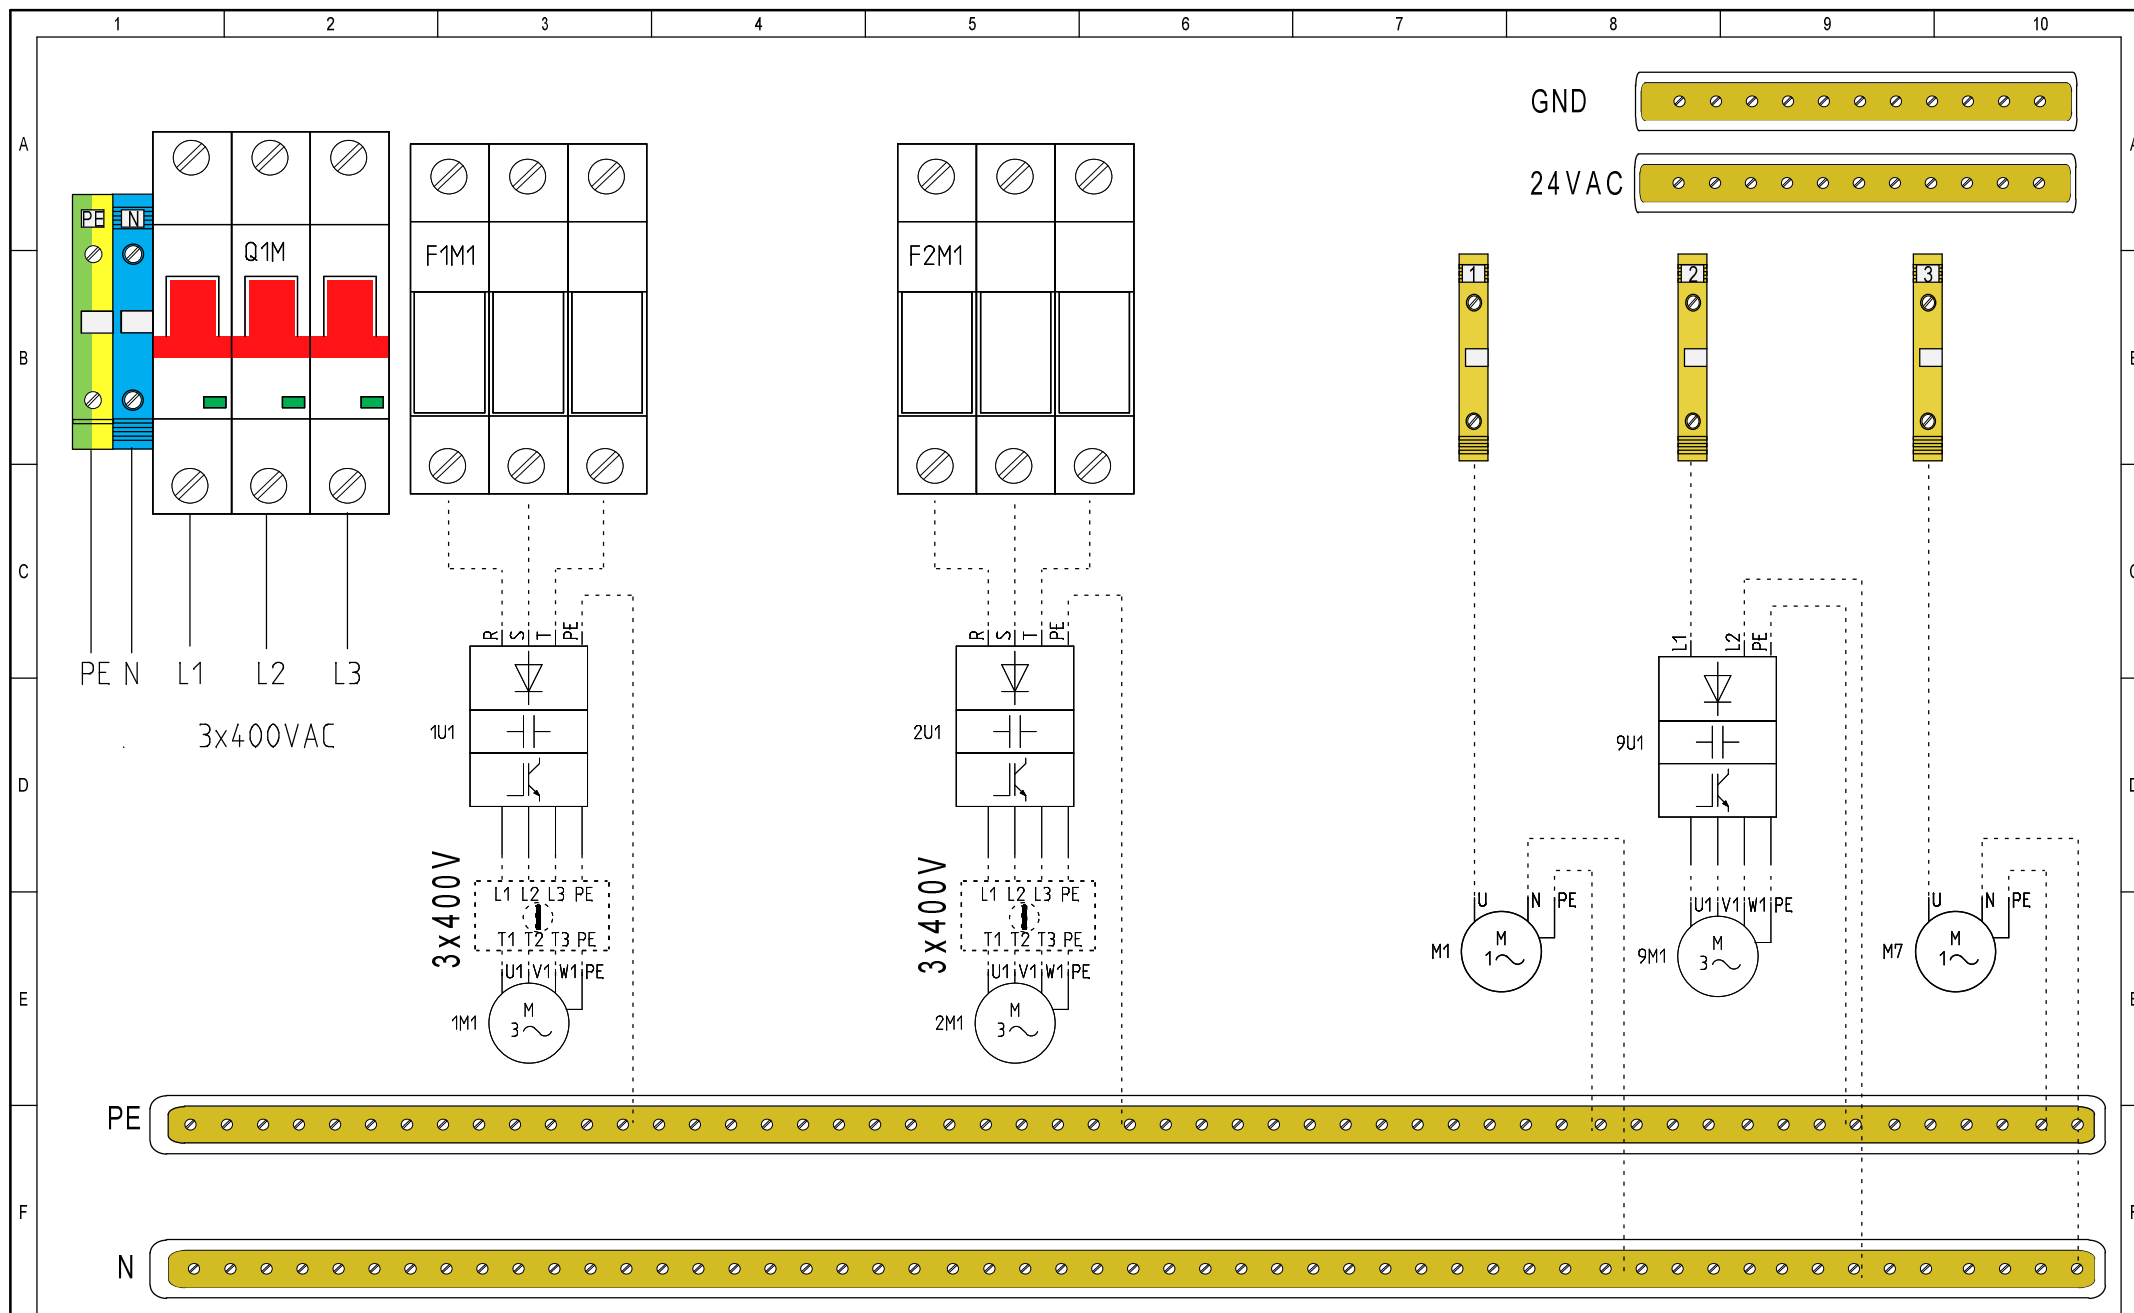 1 2 3 4 5 6 7 8 9 10
GND
A A
24VAC
PE N
Q1M F1M1 F2M1
1 2 3
B
C
R S T PE R S T PE L1 L2 PE
PE N L1 L2 L3
3x400VAC 1U1 2U1 9U1
D
3x400V 3x400V
L1 L2 L3 PE L1 L2 L3 PE
U N PE U1 V1 W1 PE U N PE
T1 T2 T3 PE T1 T2 T3 PE
M1 M 1 9M1 M 3 M7 M 1
U1 V1 W1 PE U1 V1 W1 PE
E
1M1 M 3 2M1 M 3
PE
F
N